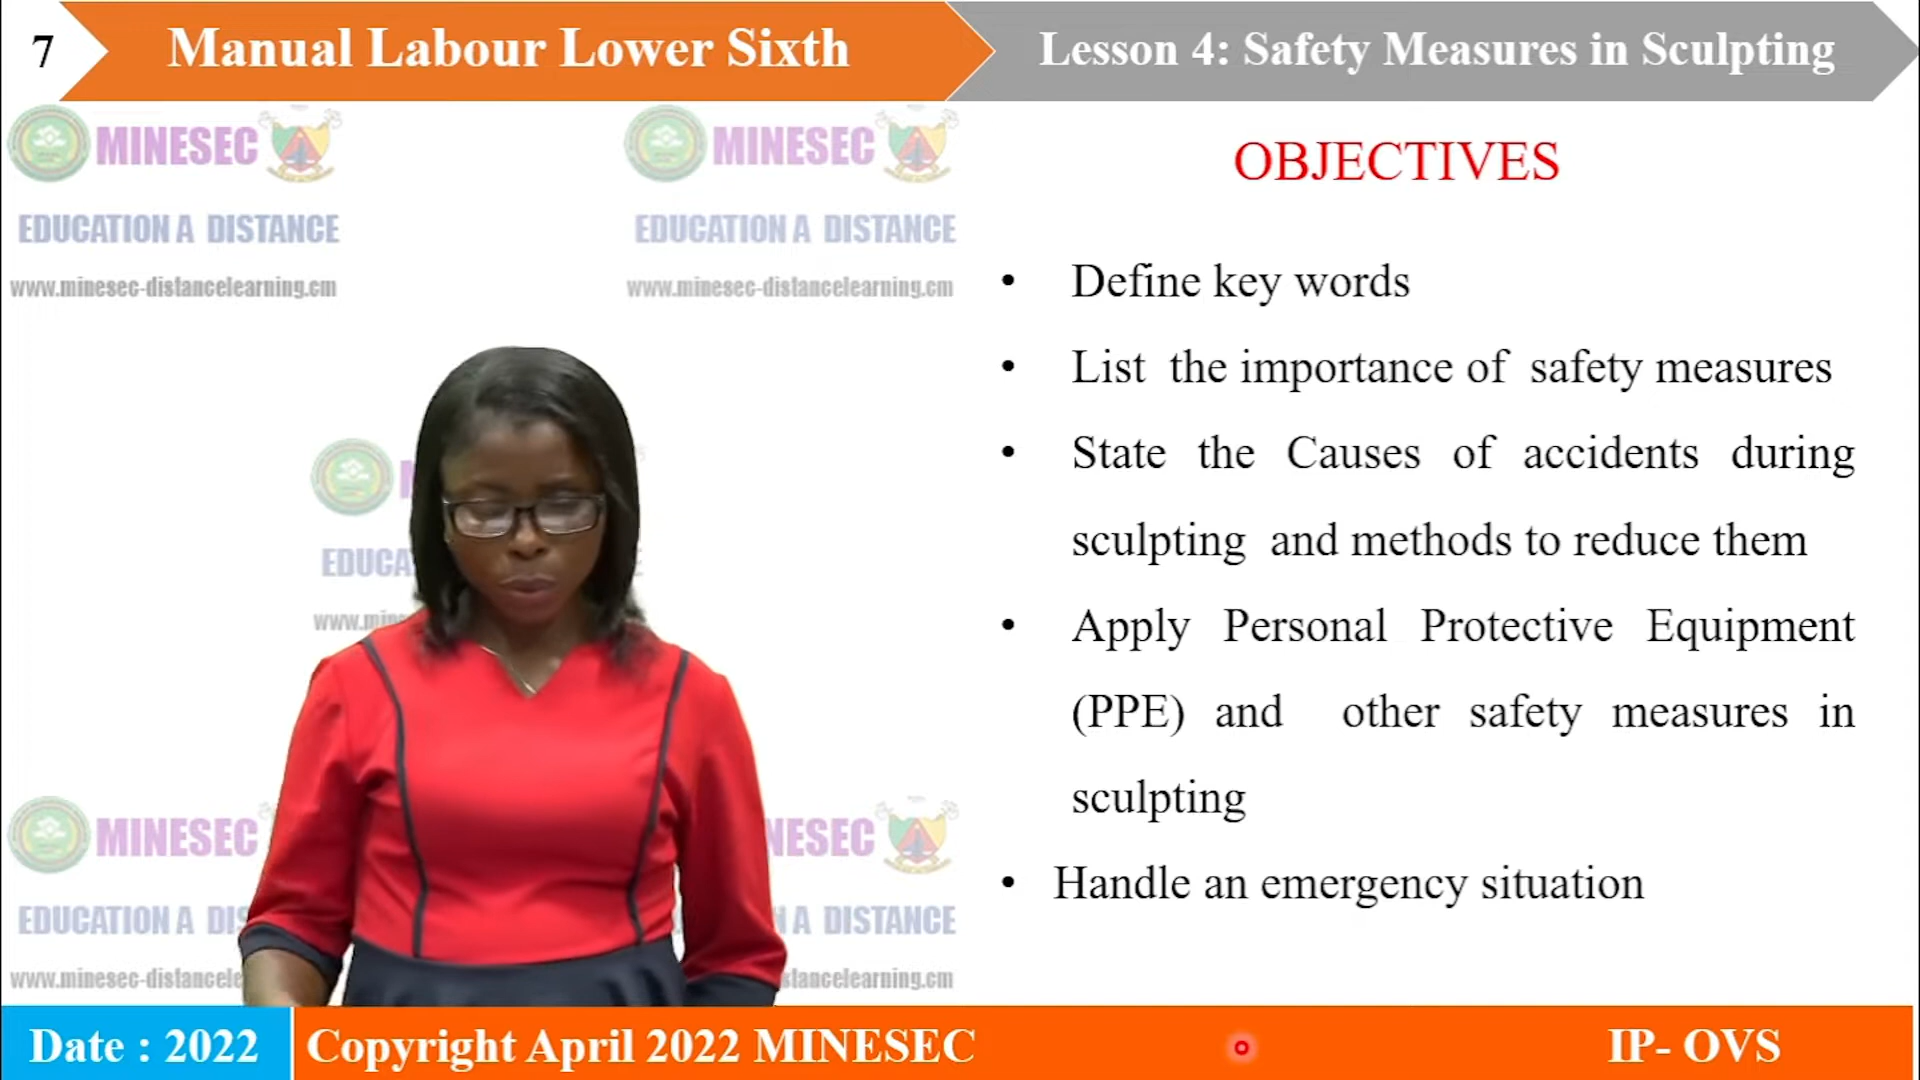 7
Manual Labour Lower Sixth
Lesson 4: Safety Measures in Sculpting
MINESEC
EDUCATION A DISTANCE
www.minesec-distancelearning.cm
MINESEC
EDUCATION A DISTANCE
www.minesec-distancelearning.cm
OBJECTIVES
• Define key words
• List the importance of safety measures
• State the Causes of accidents during
sculpting and methods to reduce them
• Apply Personal Protective Equipment
(PPE) and other safety measures in
sculpting
• Handle an emergency situation
MINESEC
EDUCATION A DISTANCE
Date : 2022
Copyright April 2022 MINESEC
IP- OVS